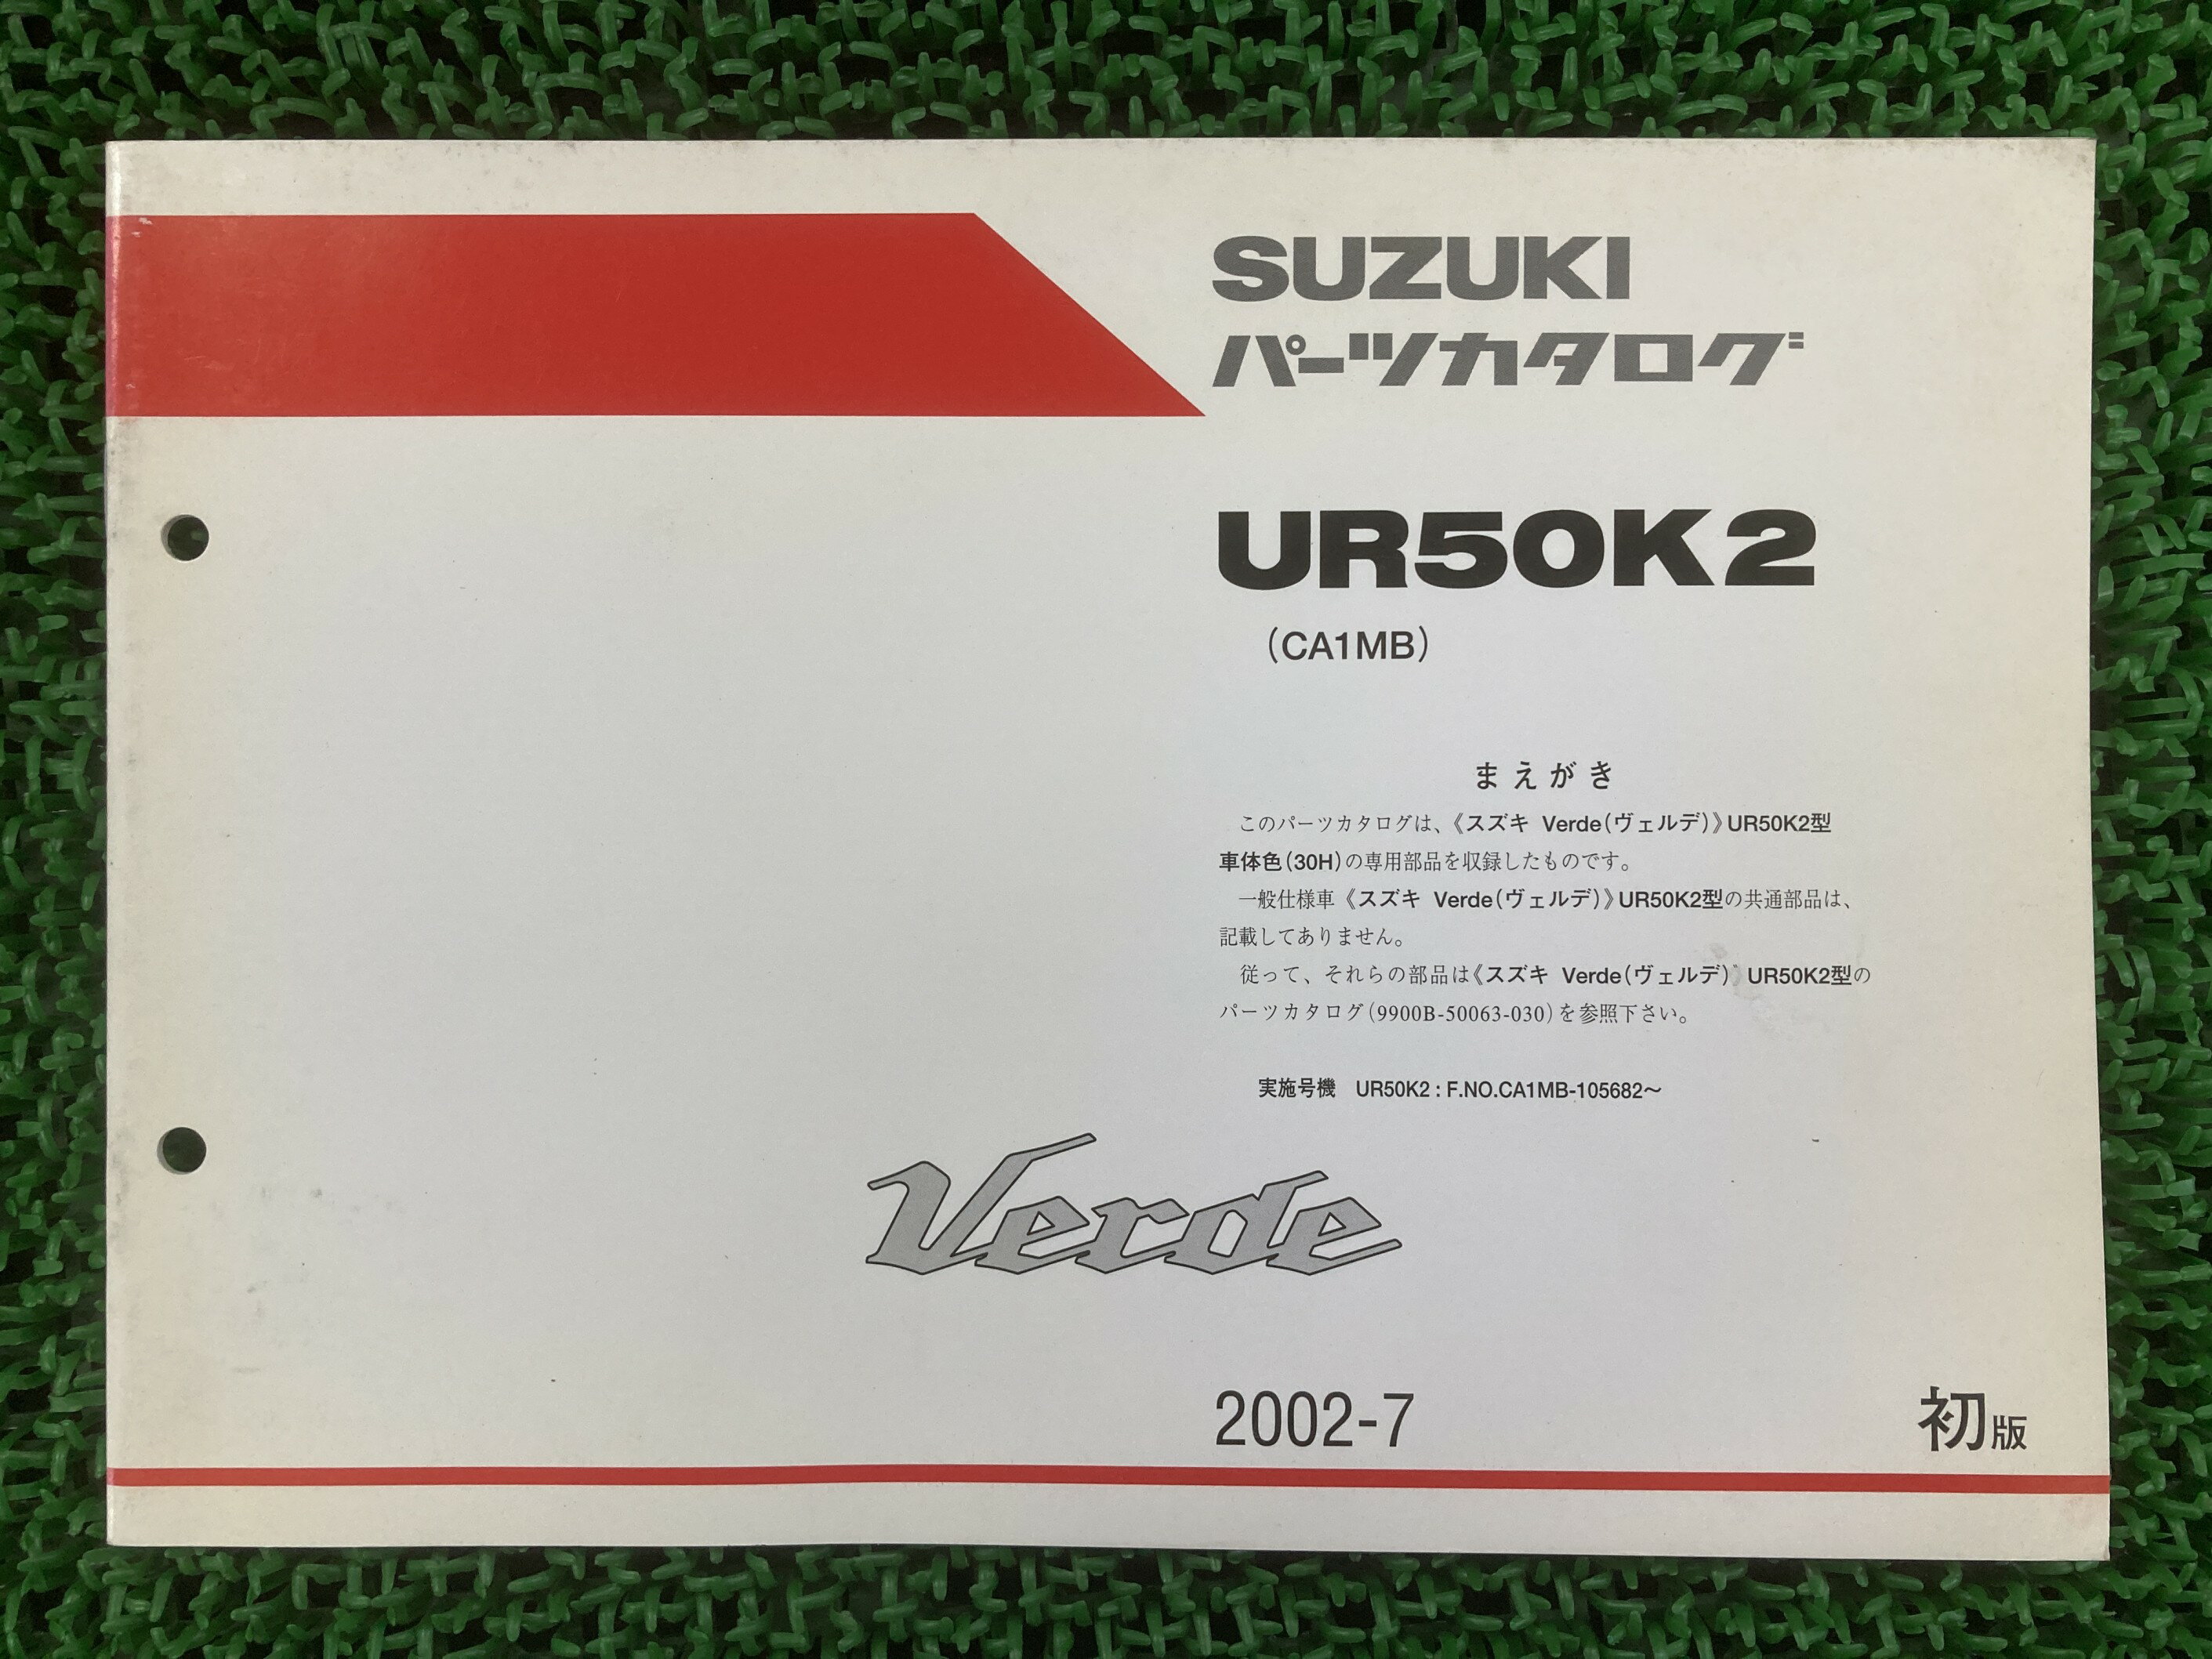 SUZUKI
パーツカタログ
UR50K2
(CA1MB)
まえがき
このパーツカタログは、《スズキ Verde(ヴェルデ)》UR50K2型
車体色(30H)の専用部品を収録したものです。
一般仕様車《スズキ Verde(ヴェルデ)》UR50K2型の共通部品は、
記載してありません。
従って、それらの部品は《スズキ Verde(ヴェルデ)》UR50K2型の
パーツカタログ(9900B-50063-030)を参照下さい。
実施号機 UR50K2 : F.NO.CA1MB-105682〜
Verde
2002-7 初版